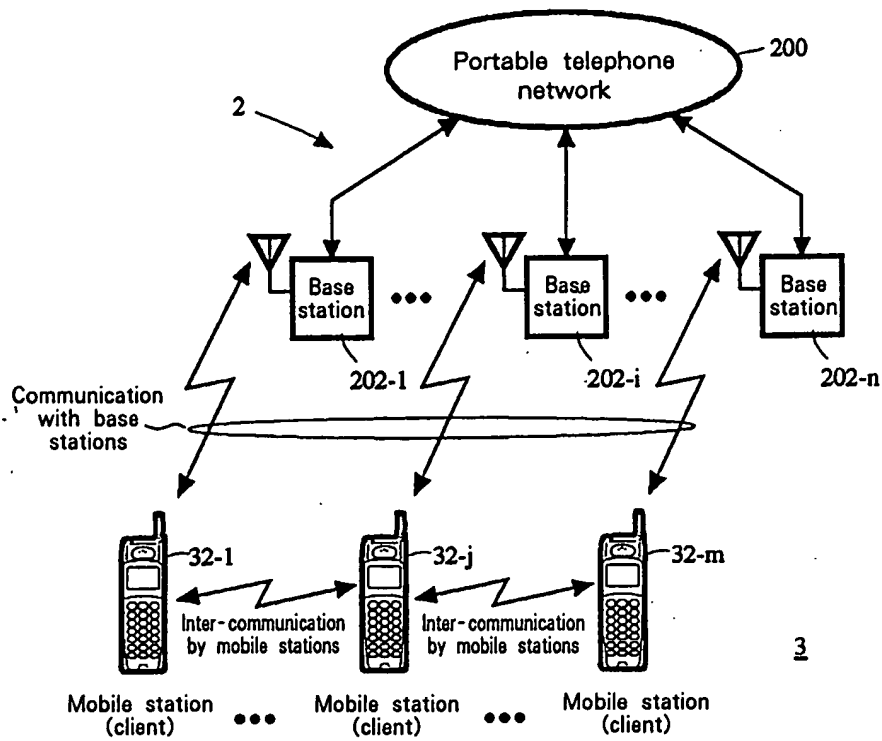 Portable telephone
network
200
2
Base
station
•••
Base
station
•••
Base
station
202-1
202-i
202-n
Communication
with base
stations
32-1
32-j
32-m
Inter-communication
by mobile stations
Inter-communication
by mobile stations
3
Mobile station
(client)
•••
Mobile station
(client)
•••
Mobile station
(client)